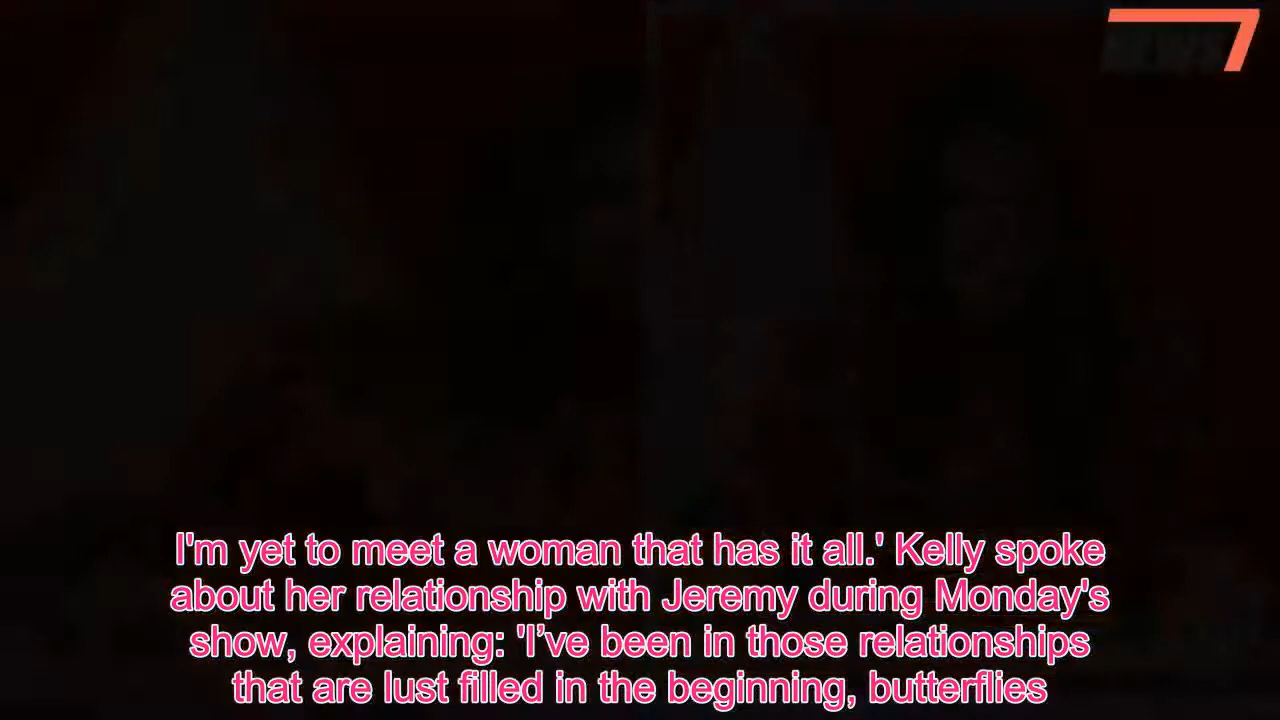 NEWS7
I'm yet to meet a woman that has it all.' Kelly spoke
about her relationship with Jeremy during Monday's
show, explaining: 'I’ve been in those relationships
that are lust filled in the beginning, butterflies